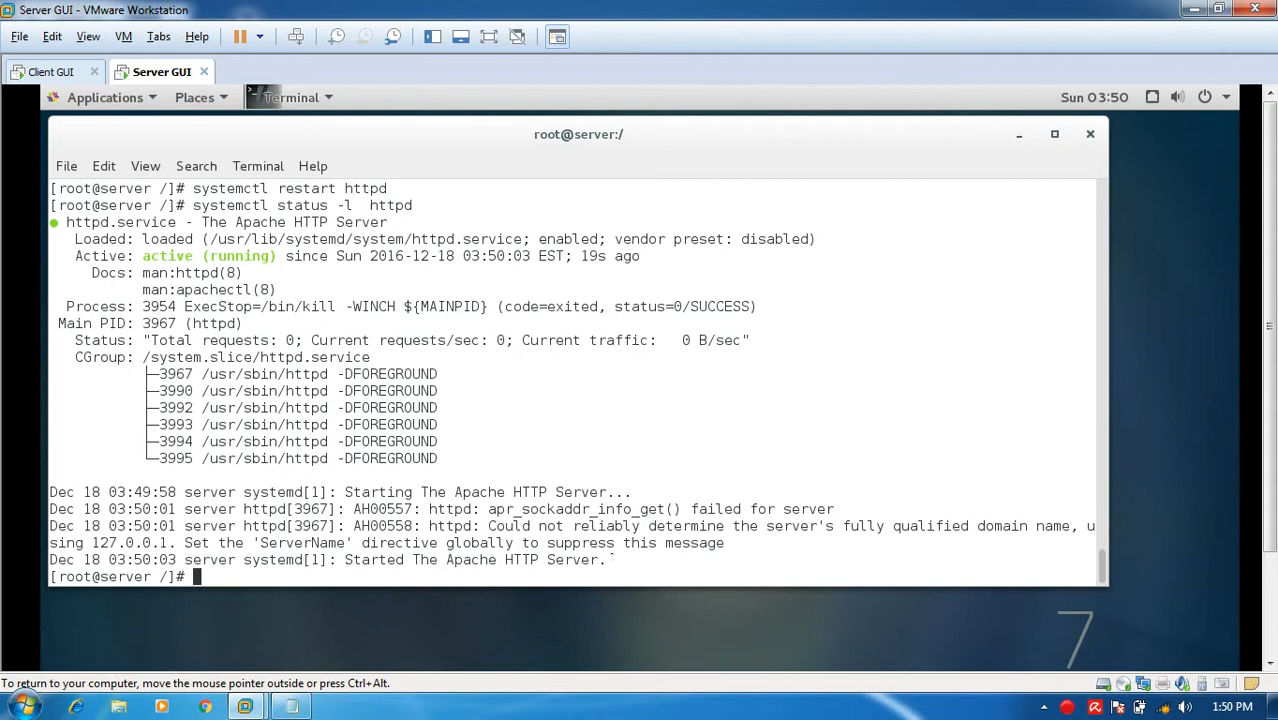 Server GUI - VMware Workstation
File Edit View VM Tabs Help
Client GUI Server GUI
Applications Places Terminal Sun 03:50
root@server:/
File Edit View Search Terminal Help
[root@server /]# systemctl restart httpd
[root@server /]# systemctl status -l  httpd
● httpd.service - The Apache HTTP Server
Loaded: loaded (/usr/lib/systemd/system/httpd.service; enabled; vendor preset: disabled)
Active: active (running) since Sun 2016-12-18 03:50:03 EST; 19s ago
Docs: man:httpd(8)
man:apachectl(8)
Process: 3954 ExecStop=/bin/kill -WINCH ${MAINPID} (code=exited, status=0/SUCCESS)
Main PID: 3967 (httpd)
Status: "Total requests: 0; Current requests/sec: 0; Current traffic:   0 B/sec"
CGroup: /system.slice/httpd.service
├─3967 /usr/sbin/httpd -DFOREGROUND
├─3990 /usr/sbin/httpd -DFOREGROUND
├─3992 /usr/sbin/httpd -DFOREGROUND
├─3993 /usr/sbin/httpd -DFOREGROUND
├─3994 /usr/sbin/httpd -DFOREGROUND
└─3995 /usr/sbin/httpd -DFOREGROUND
Dec 18 03:49:58 server systemd[1]: Starting The Apache HTTP Server...
Dec 18 03:50:01 server httpd[3967]: AH00557: httpd: apr_sockaddr_info_get() failed for server
Dec 18 03:50:01 server httpd[3967]: AH00558: httpd: Could not reliably determine the server's fully qualified domain name, u
sing 127.0.0.1. Set the 'ServerName' directive globally to suppress this message
Dec 18 03:50:03 server systemd[1]: Started The Apache HTTP Server.
[root@server /]#
7
To return to your computer, move the mouse pointer outside or press Ctrl+Alt.
1:50 PM